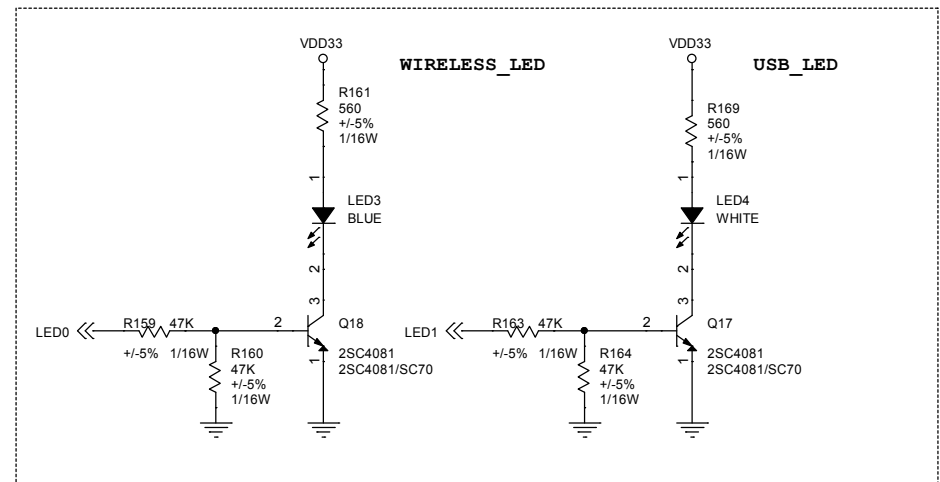 VDD33
WIRELESS_LED
VDD33
USB_LED
R161
560
+/-5%
1/16W
R169
560
+/-5%
1/16W
1
LED3
BLUE
1
LED4
WHITE
2
2
3
3
LED0
R159
47K
2
Q18
LED1
R163
47K
2
Q17
+/-5%
1/16W
R160
47K
+/-5%
1/16W
1
2SC4081
2SC4081/SC70
+/-5%
1/16W
R164
47K
+/-5%
1/16W
1
2SC4081
2SC4081/SC70